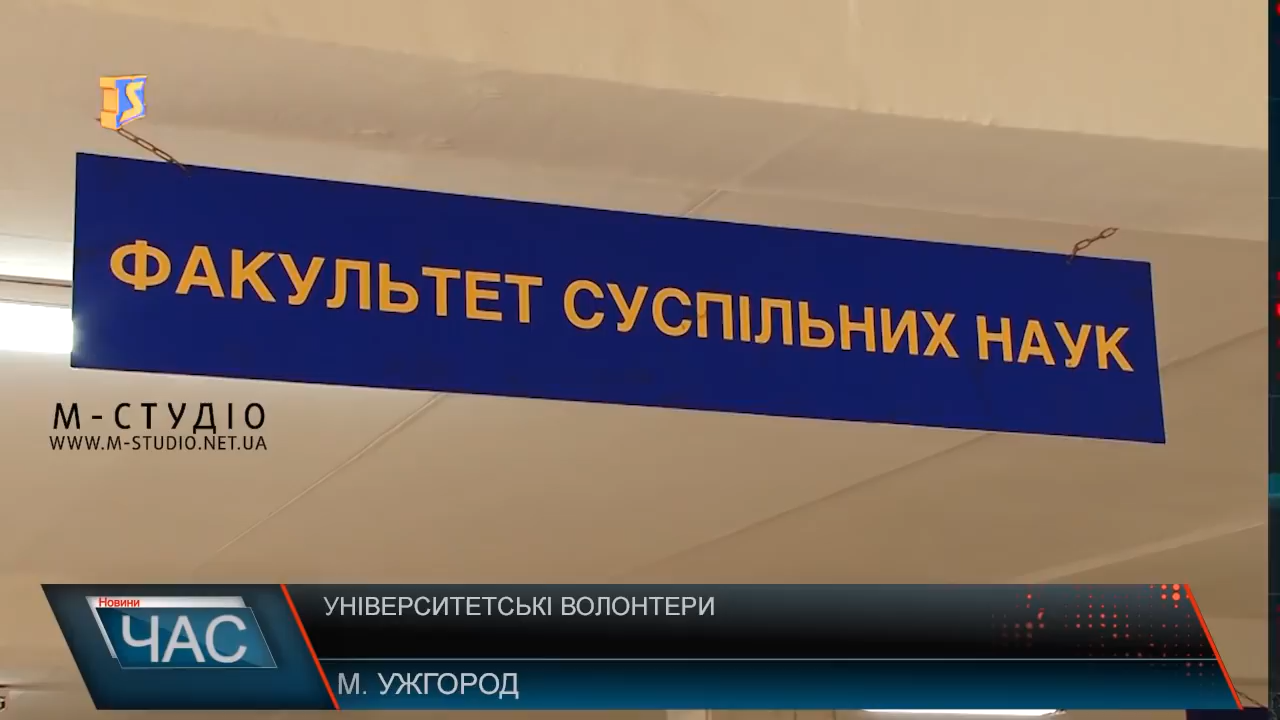 S
ФАКУЛЬТЕТ СУСПІЛЬНИХ НАУК
М-СТУДІО
WWW.M-STUDIO.NET.UA
Новини
ЧАС
УНІВЕРСИТЕТСЬКІ ВОЛОНТЕРИ
М. УЖГОРОД